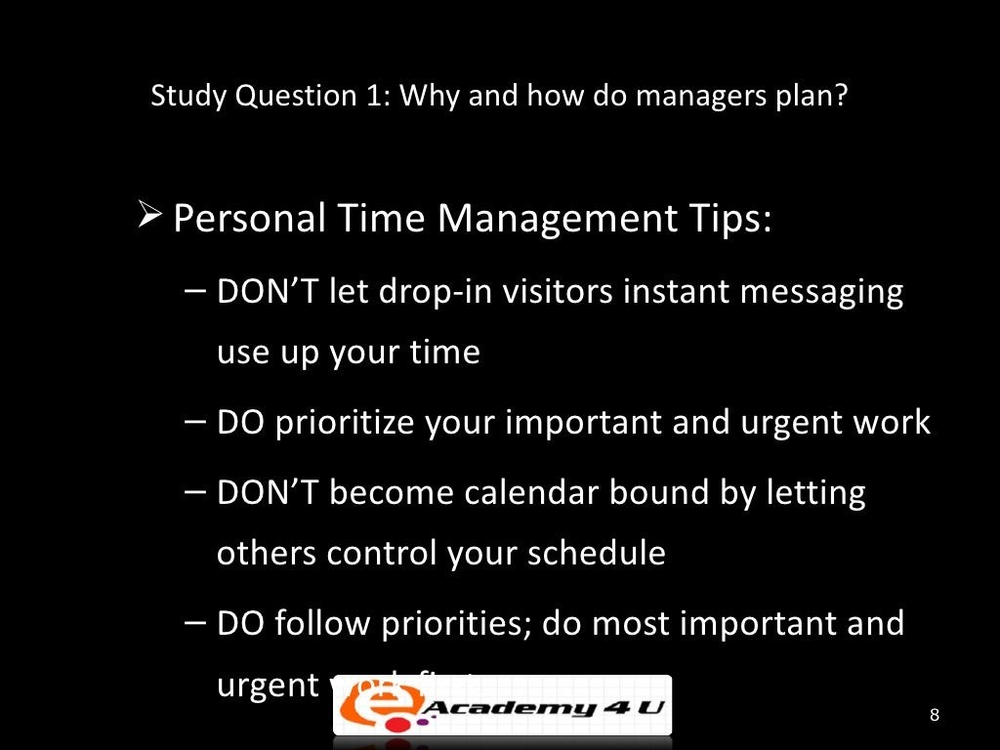 Study Question 1: Why and how do managers plan?
➢ Personal Time Management Tips:
– DON’T let drop-in visitors instant messaging
use up your time
– DO prioritize your important and urgent work
– DON’T become calendar bound by letting
others control your schedule
– DO follow priorities; do most important and
urgent work first
e Academy 4 U
8